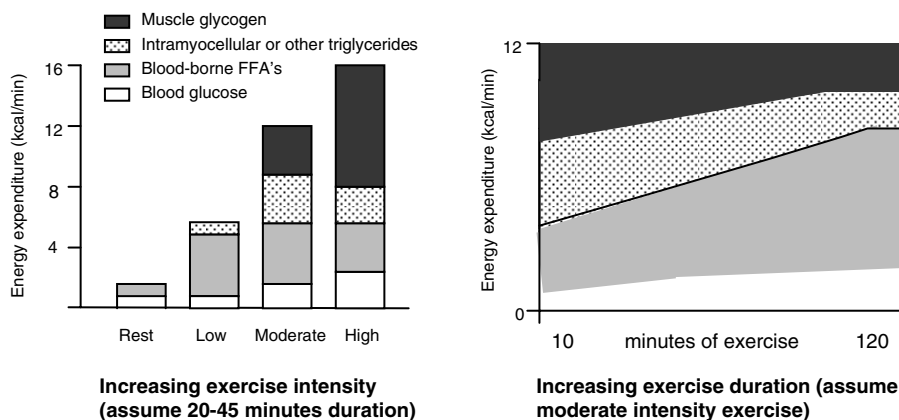 Muscle glycogen
Intramyocellular or other triglycerides
Blood-borne FFA's
Blood glucose
Energy expenditure (kcal/min)
16
12
8
4
Rest
Low
Moderate
High
Increasing exercise intensity
(assume 20-45 minutes duration)
Energy expenditure (kcal/min)
12
0
10
minutes of exercise
120
Increasing exercise duration (assume
moderate intensity exercise)